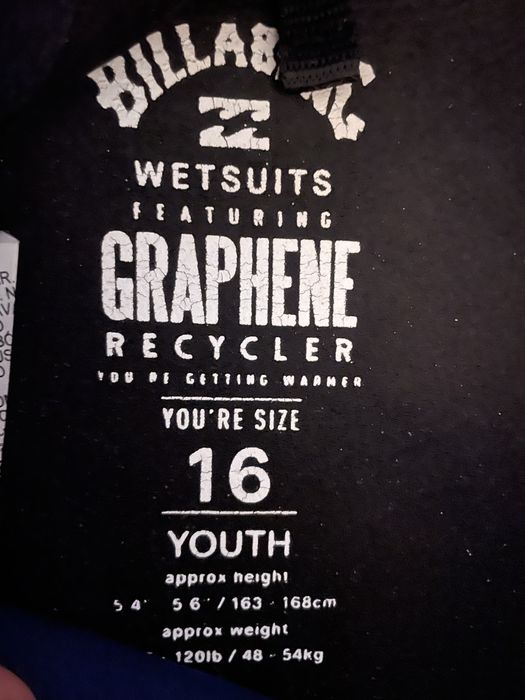 BILLAB
WETSUITS
FEATURING
GRAPHENE
RECYCLER
YOU'RE GETTING WARMER
YOU'RE SIZE
16
YOUTH
approx height
5 4" 5 6" / 163 - 168cm
approx weight
- 120lb / 48 - 54kg